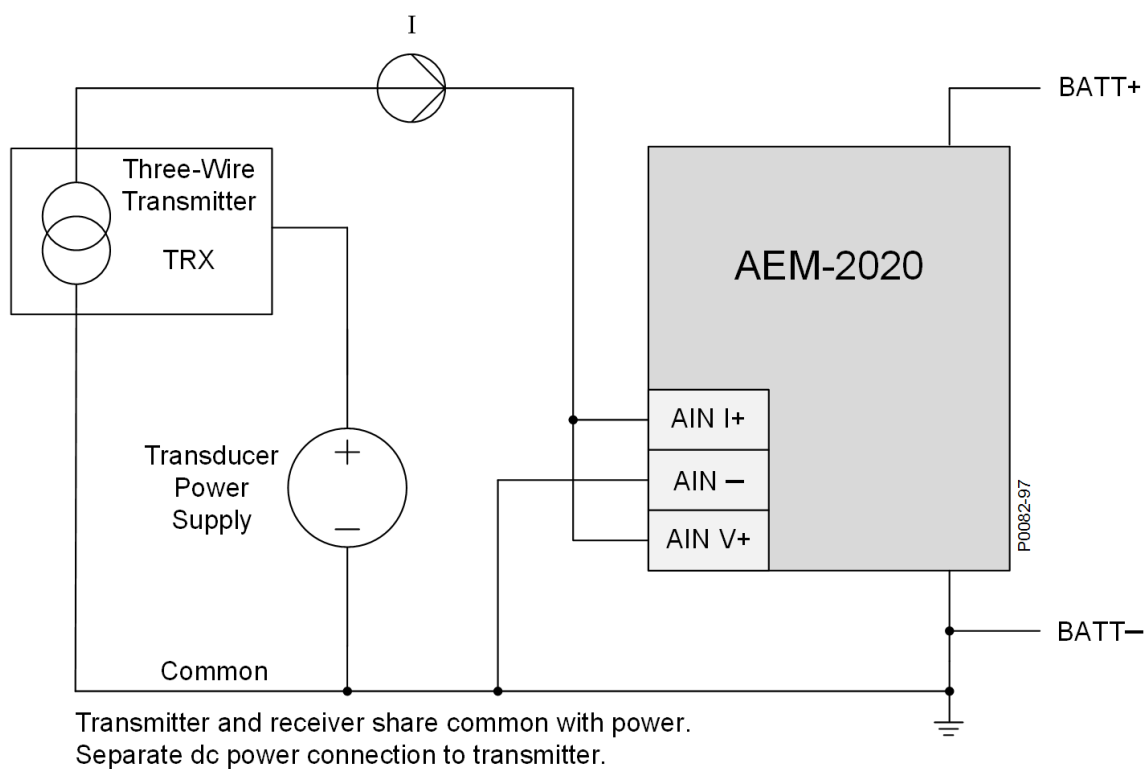 I
BATT+
Three-Wire
Transmitter
TRX
AEM-2020
AIN I+
AIN –
AIN V+
Transducer
Power
Supply
+
–
P0082-97
BATT–
Common
Transmitter and receiver share common with power.
Separate dc power connection to transmitter.